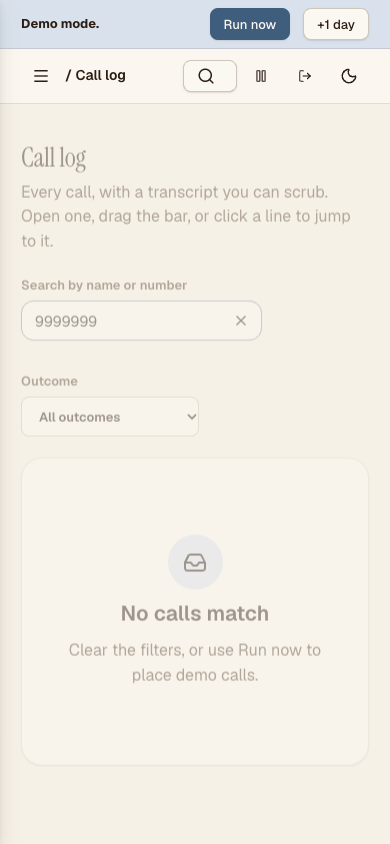 Demo mode.
Run now
+1 day
/ Call log
Call log
Every call, with a transcript you can scrub.
Open one, drag the bar, or click a line to jump
to it.
Search by name or number
9999999
Outcome
All outcomes
No calls match
Clear the filters, or use Run now to
place demo calls.